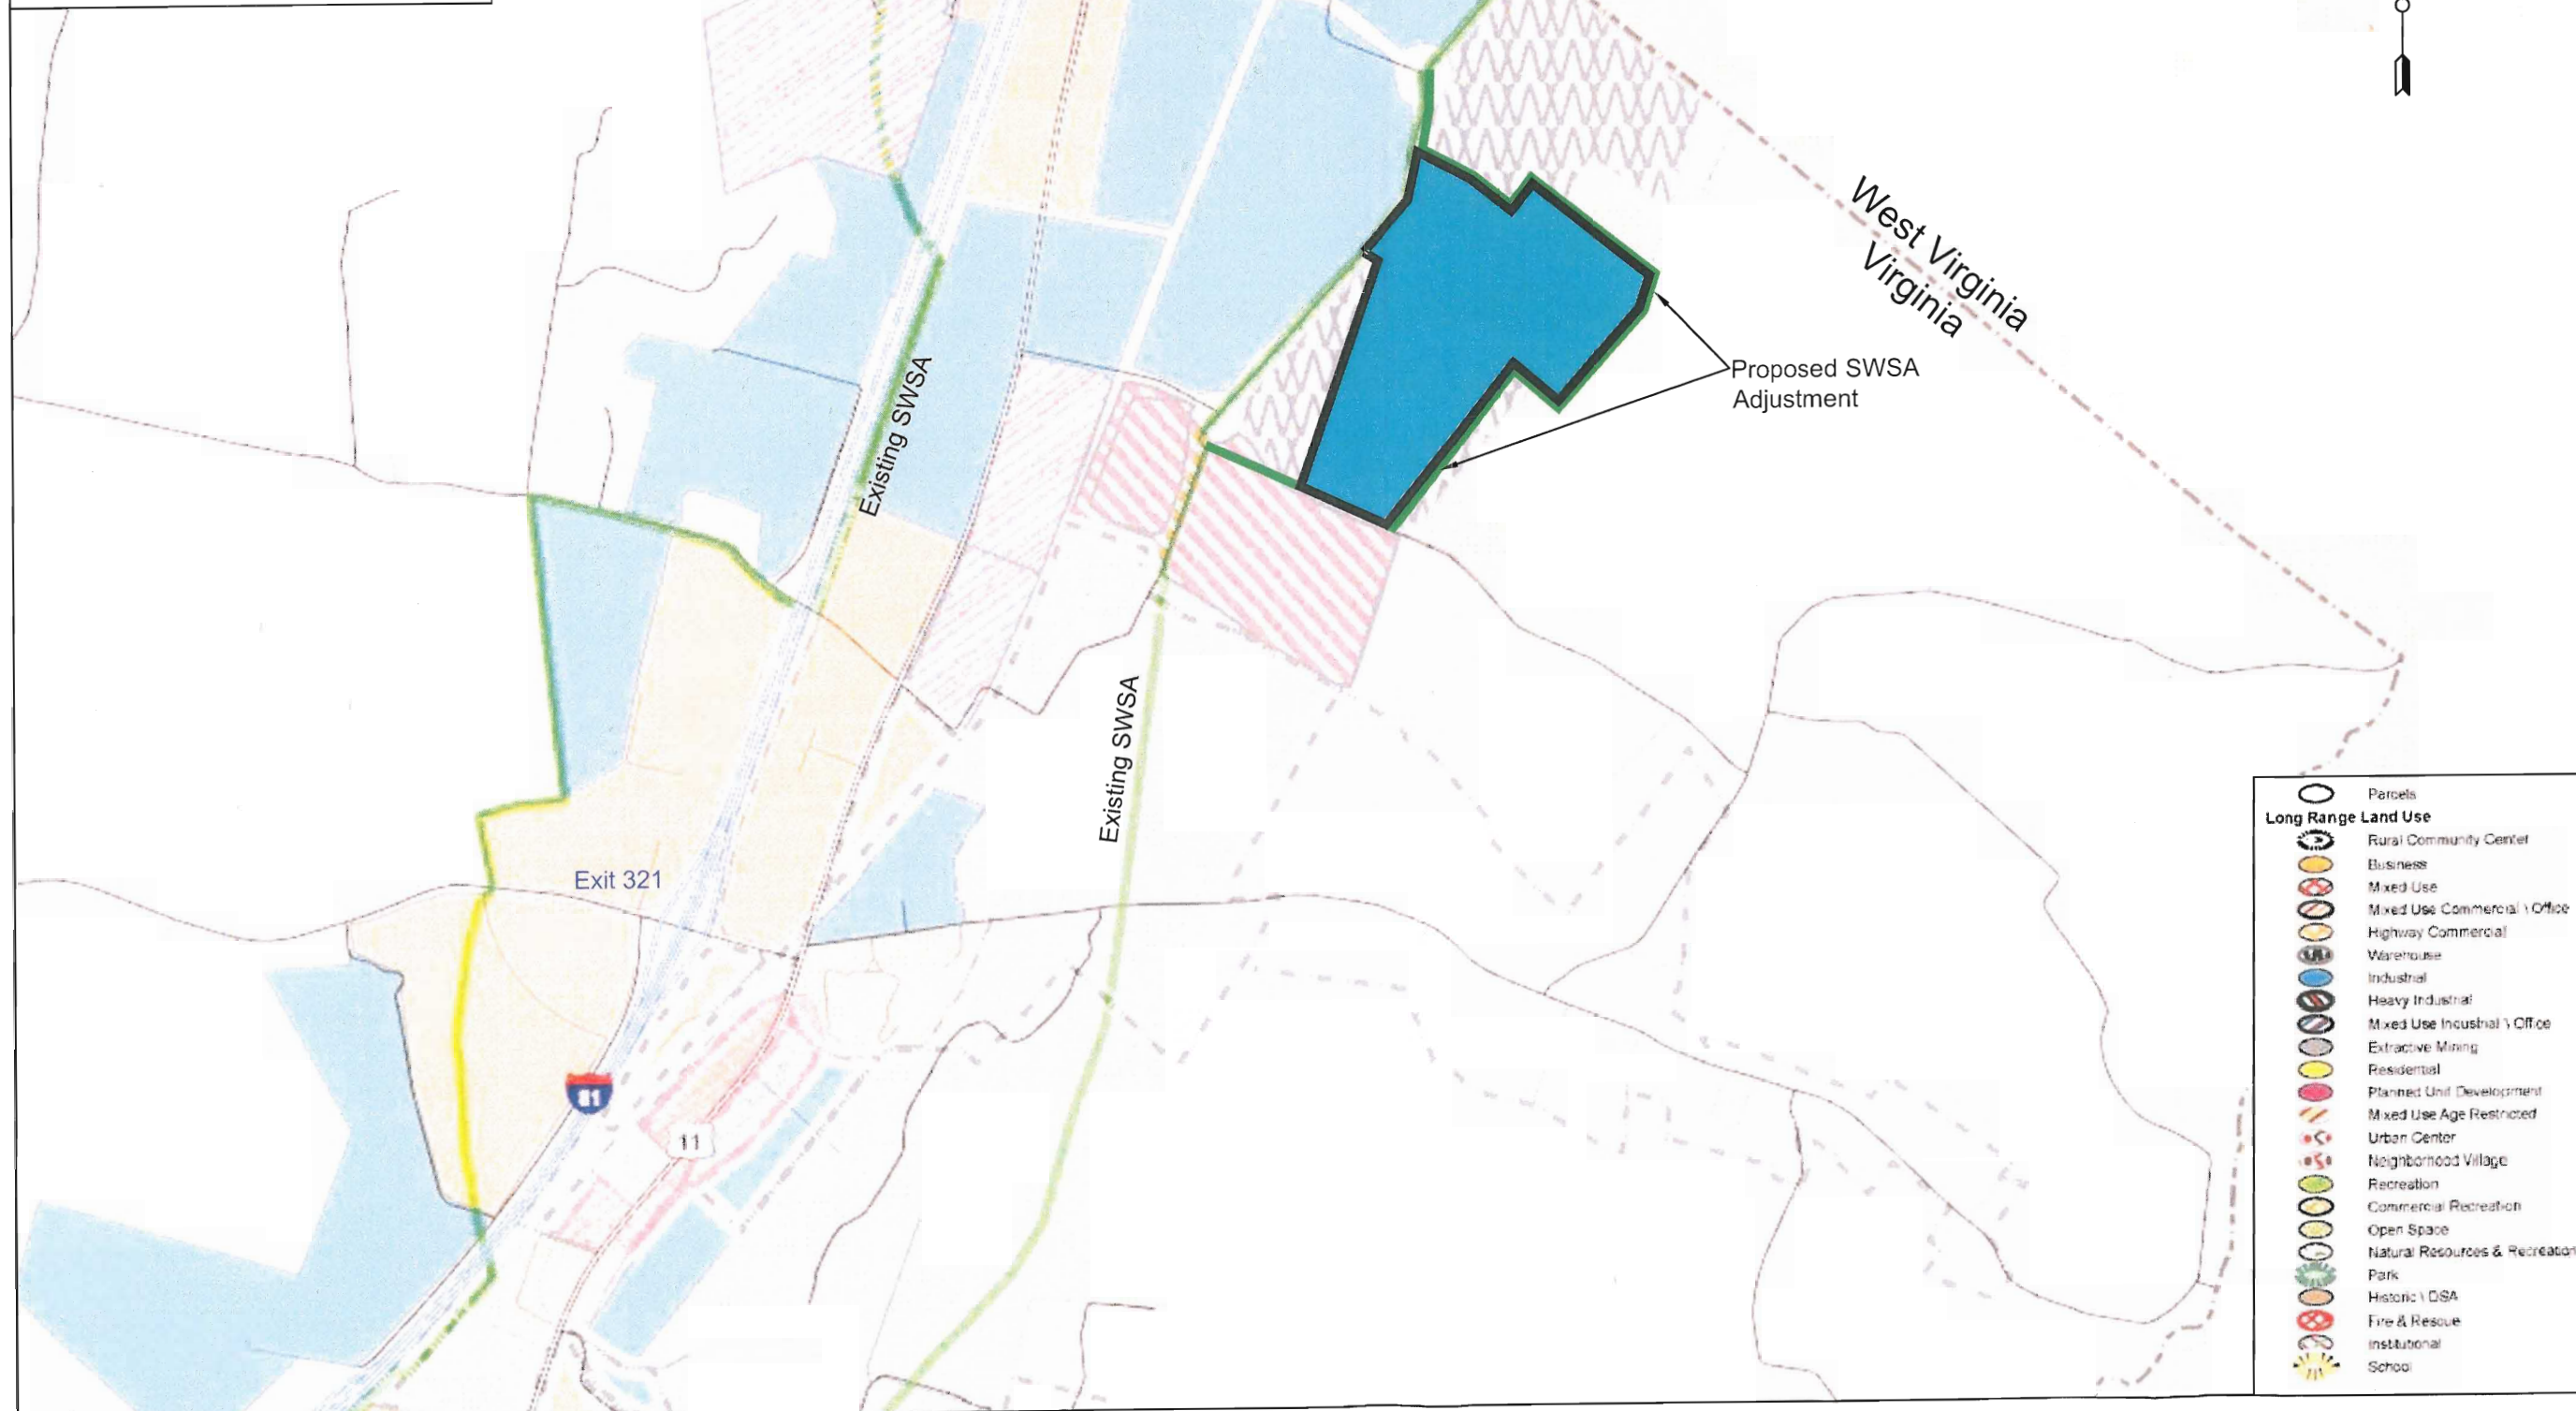 West Virginia
Virginia
Proposed SWSA
Adjustment
Existing SWSA
Existing SWSA
Exit 321
81
11
Parcels
Long Range Land Use
Rural Community Center
Business
Mixed-Use
Mixed Use Commercial \ Office
Highway Commercial
Warehouse
Industrial
Heavy Industrial
Mixed Use Industrial \ Office
Extractive Mining
Residential
Planned Unit Development
Mixed Use Age Restricted
Urban Center
Neighborhood Village
Recreation
Commercial Recreation
Open Space
Natural Resources & Recreation
Park
Historic \ DSA
Fire & Rescue
Institutional
School